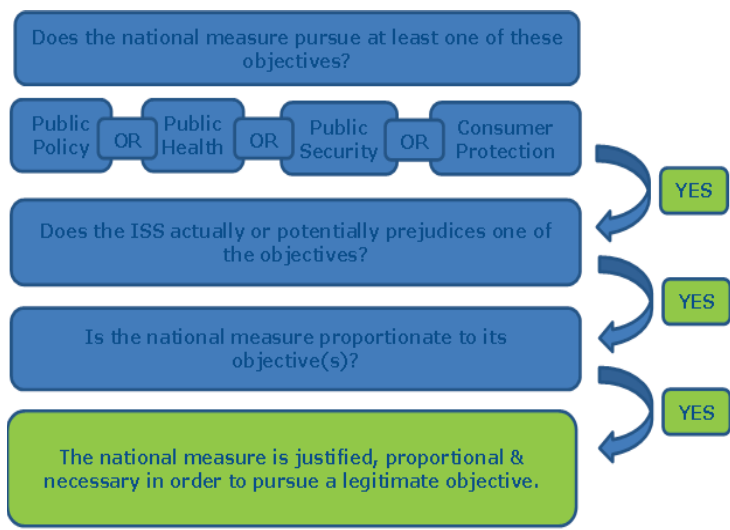 Does the national measure pursue at least one of these
objectives?
Public
Policy
OR
Public
Health
OR
Public
Security
OR
Consumer
Protection
YES
Does the ISS actually or potentially prejudices one of
the objectives?
YES
Is the national measure proportionate to its
objective(s)?
YES
The national measure is justified, proportional &
necessary in order to pursue a legitimate objective.